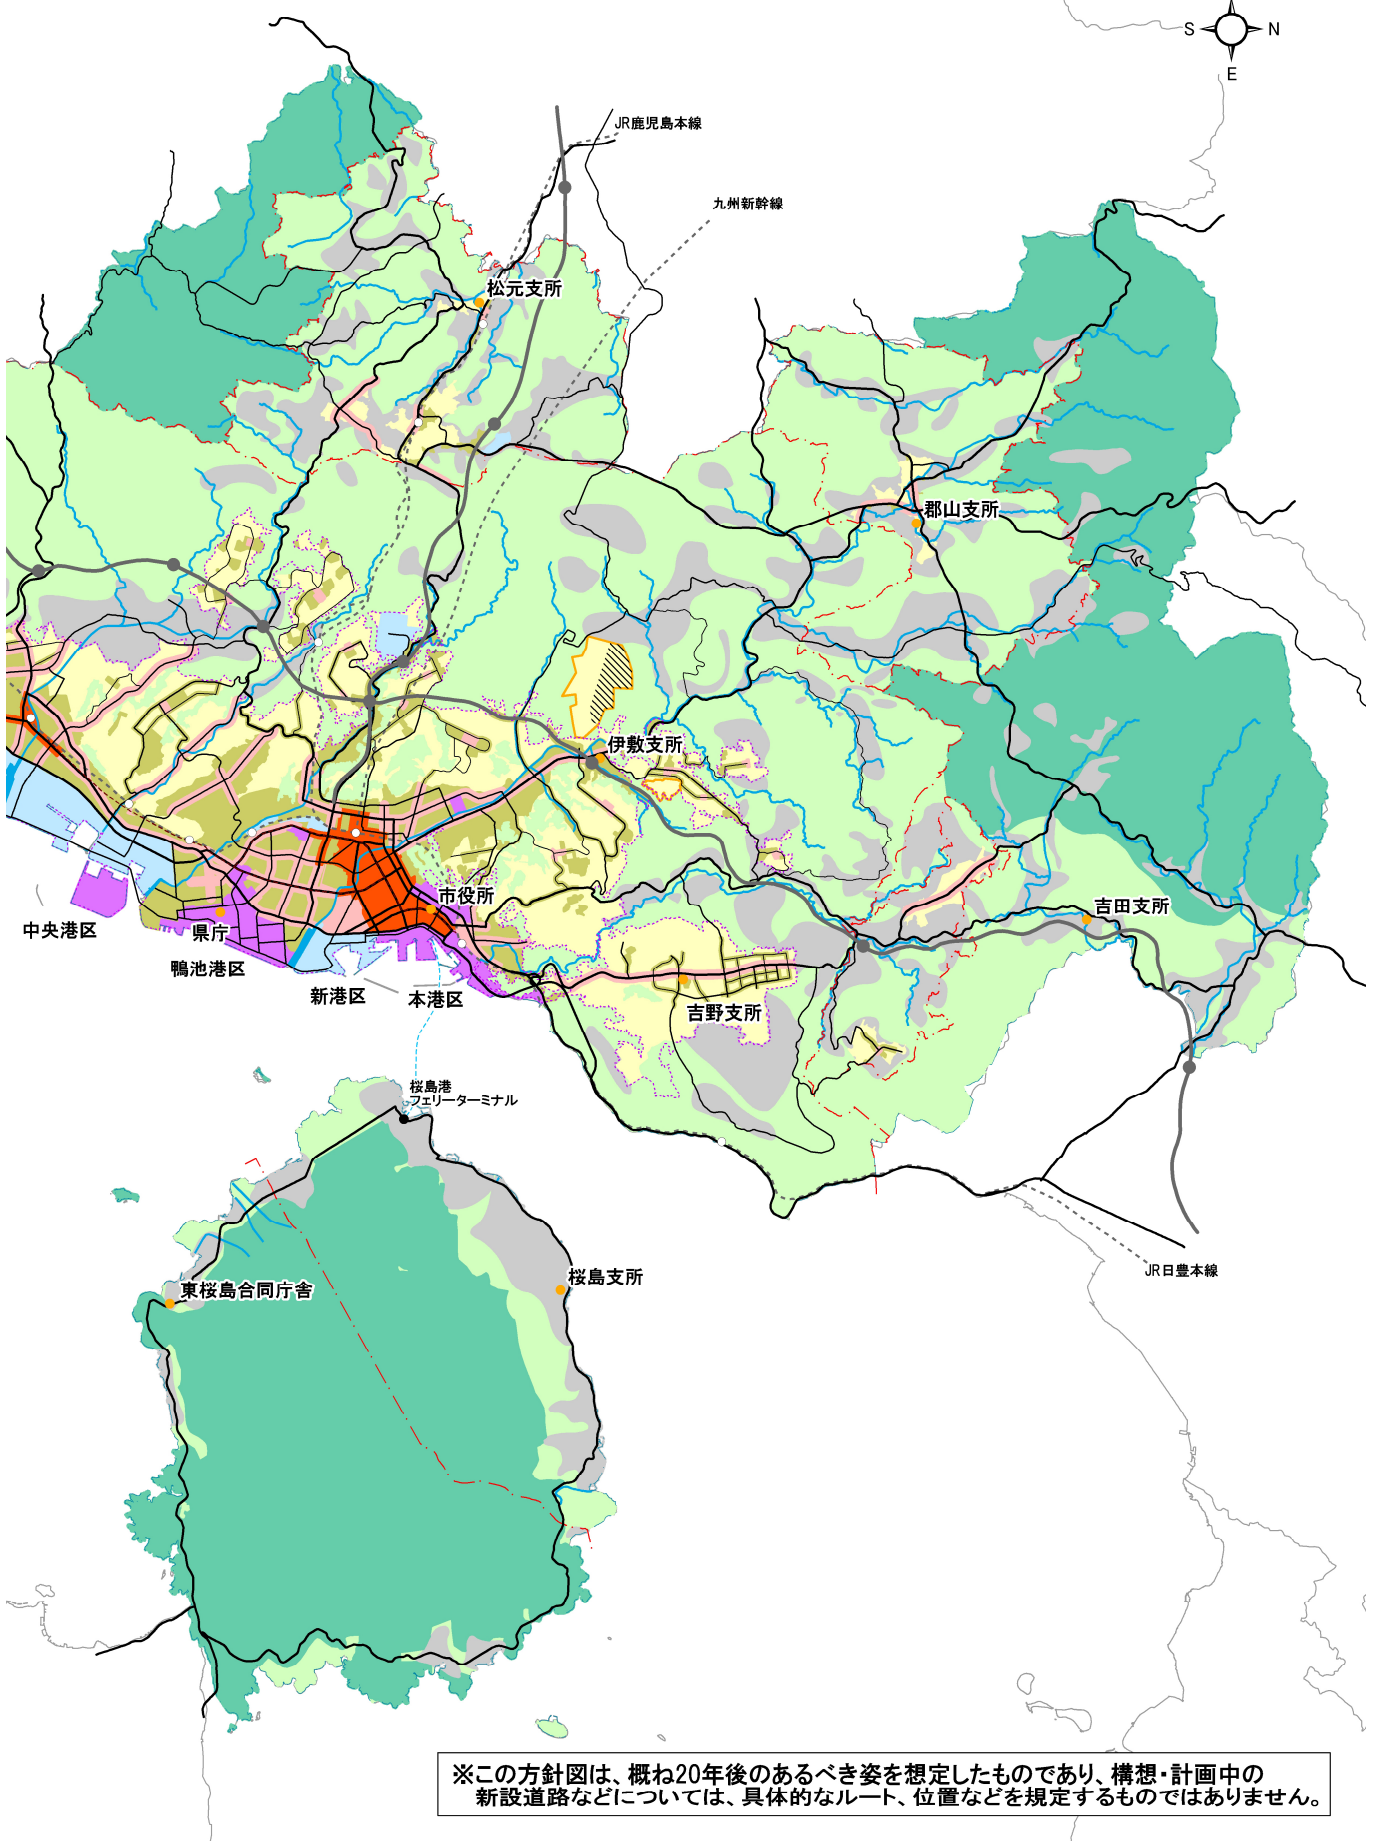 S
N
E
JR鹿児島本線
九州新幹線
松元支所
郡山支所
伊敷支所
市役所
吉田支所
中央港区
県庁
鴨池港区
新港区
本港区
吉野支所
桜島港
フェリーターミナル
JR日豊本線
桜島支所
東桜島合同庁舎
※この方針図は、概ね20年後のあるべき姿を想定したものであり、構想・計画中の
新設道路などについては、具体的なルート、位置などを規定するものではありません。